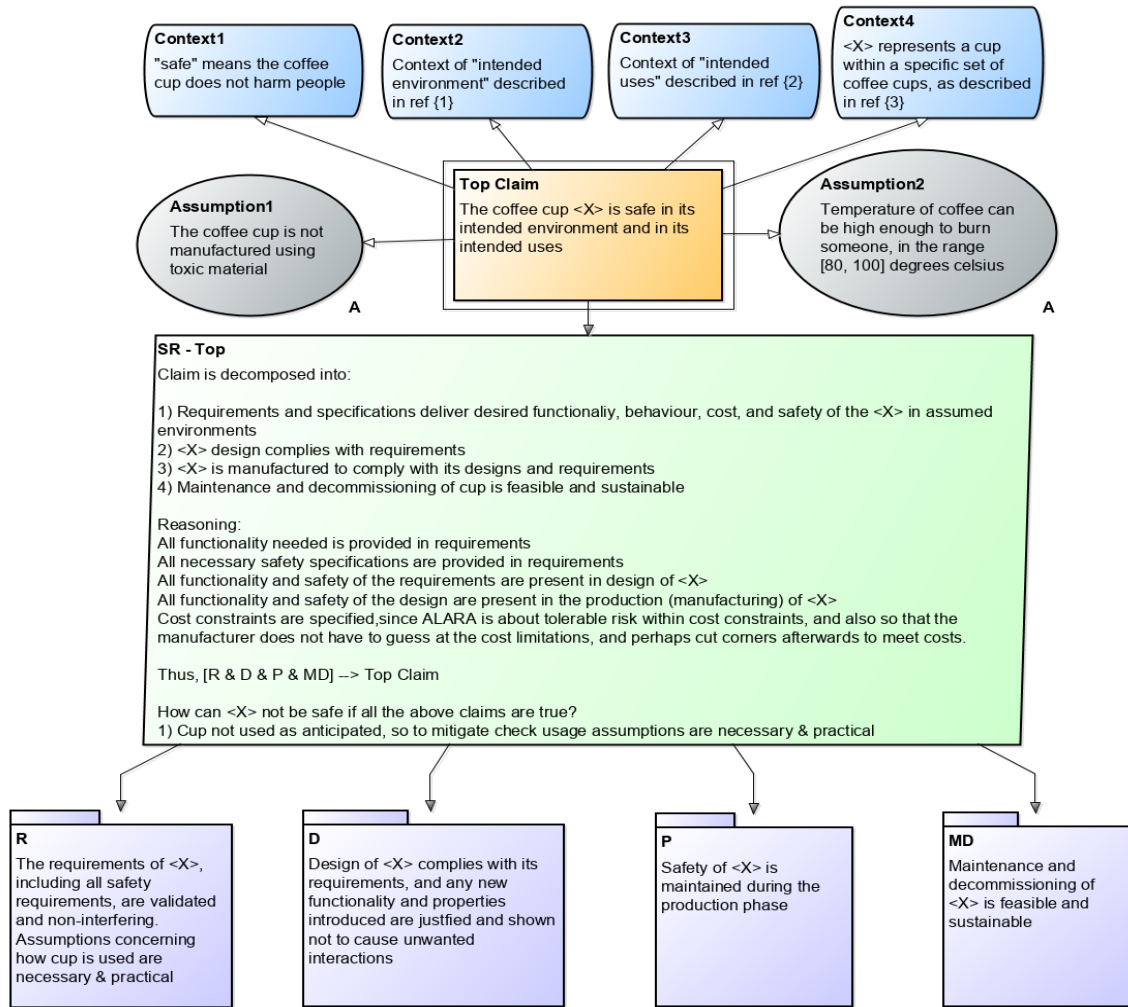 Context1
"safe" means the coffee
cup does not harm people
Context2
Context of "intended
environment" described
in ref {1}
Context3
Context of "intended
uses" described in ref {2}
Context4
<X> represents a cup
within a specific set of
coffee cups, as described
in ref {3}
Assumption1
The coffee cup is not
manufactured using
toxic material
A
Top Claim
The coffee cup <X> is safe in its
intended environment and in its
intended uses
Assumption2
Temperature of coffee can
be high enough to burn
someone, in the range
[80, 100] degrees celsius
A
SR - Top
Claim is decomposed into:
1) Requirements and specifications deliver desired functionaliy, behaviour, cost, and safety of the <X> in assumed
environments
2) <X> design complies with requirements
3) <X> is manufactured to comply with its designs and requirements
4) Maintenance and decommissioning of cup is feasible and sustainable
Reasoning:
All functionality needed is provided in requirements
All necessary safety specifications are provided in requirements
All functionality and safety of the requirements are present in design of <X>
All functionality and safety of the design are present in the production (manufacturing) of <X>
Cost constraints are specified,since ALARA is about tolerable risk within cost constraints, and also so that the
manufacturer does not have to guess at the cost limitations, and perhaps cut corners afterwards to meet costs.
Thus, [R & D & P & MD] --> Top Claim
How can <X> not be safe if all the above claims are true?
1) Cup not used as anticipated, so to mitigate check usage assumptions are necessary & practical
R
The requirements of <X>,
including all safety
requirements, are validated
and non-interfering.
Assumptions concerning
how cup is used are
necessary & practical
D
Design of <X> complies with its
requirements, and any new
functionality and properties
introduced are justfied and shown
not to cause unwanted
interactions
P
Safety of <X> is
maintained during the
production phase
MD
Maintenance and
decommissioning of
<X> is feasible and
sustainable